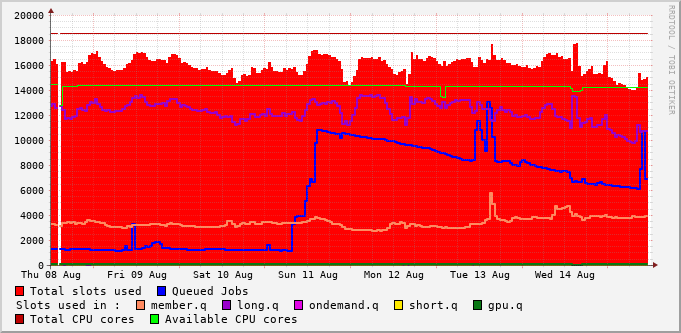 RRDTOOL / TOBI OETIKER
20000
18000
16000
14000
12000
10000
8000
6000
4000
2000
0
Thu 08 Aug Fri 09 Aug Sat 10 Aug Sun 11 Aug Mon 12 Aug Tue 13 Aug Wed 14 Aug
Total slots used Queued Jobs
Slots used in : member.q long.q ondemand.q short.q gpu.q
Total CPU cores Available CPU cores